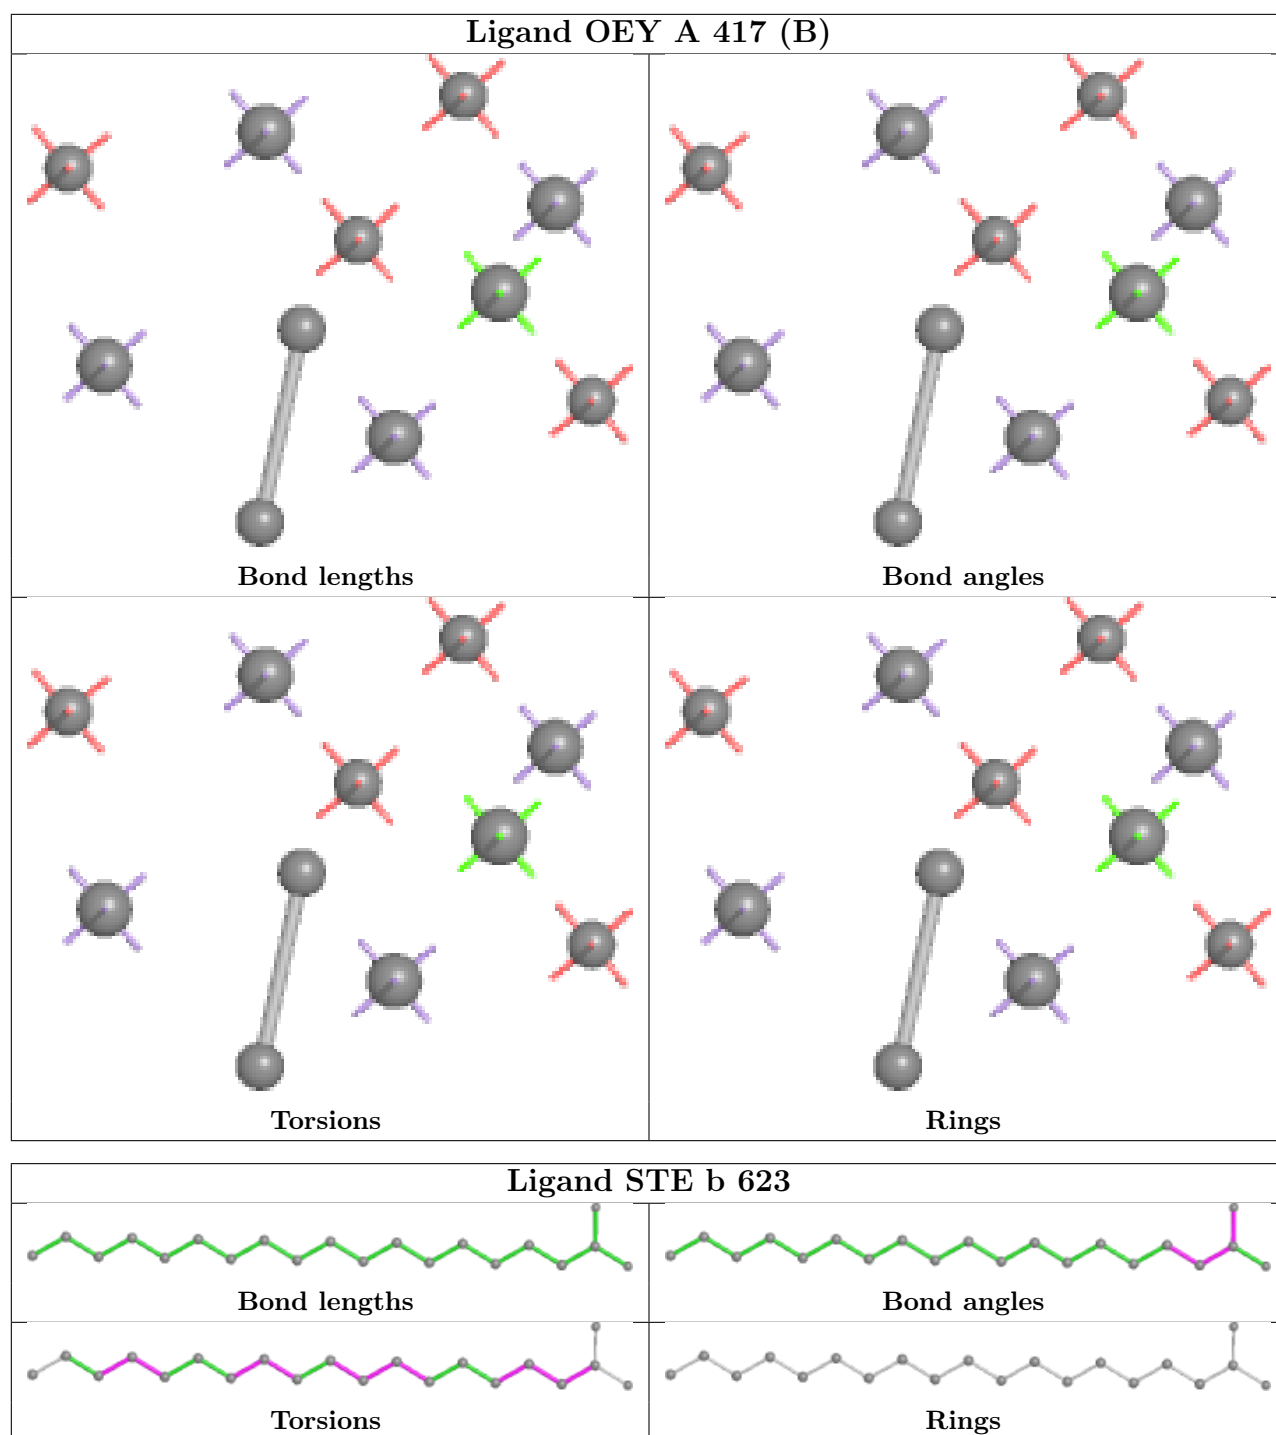 Ligand OEY A 417 (B)
Bond lengths
Bond angles
Torsions
Rings
Ligand STE b 623
Bond lengths
Bond angles
Torsions
Rings